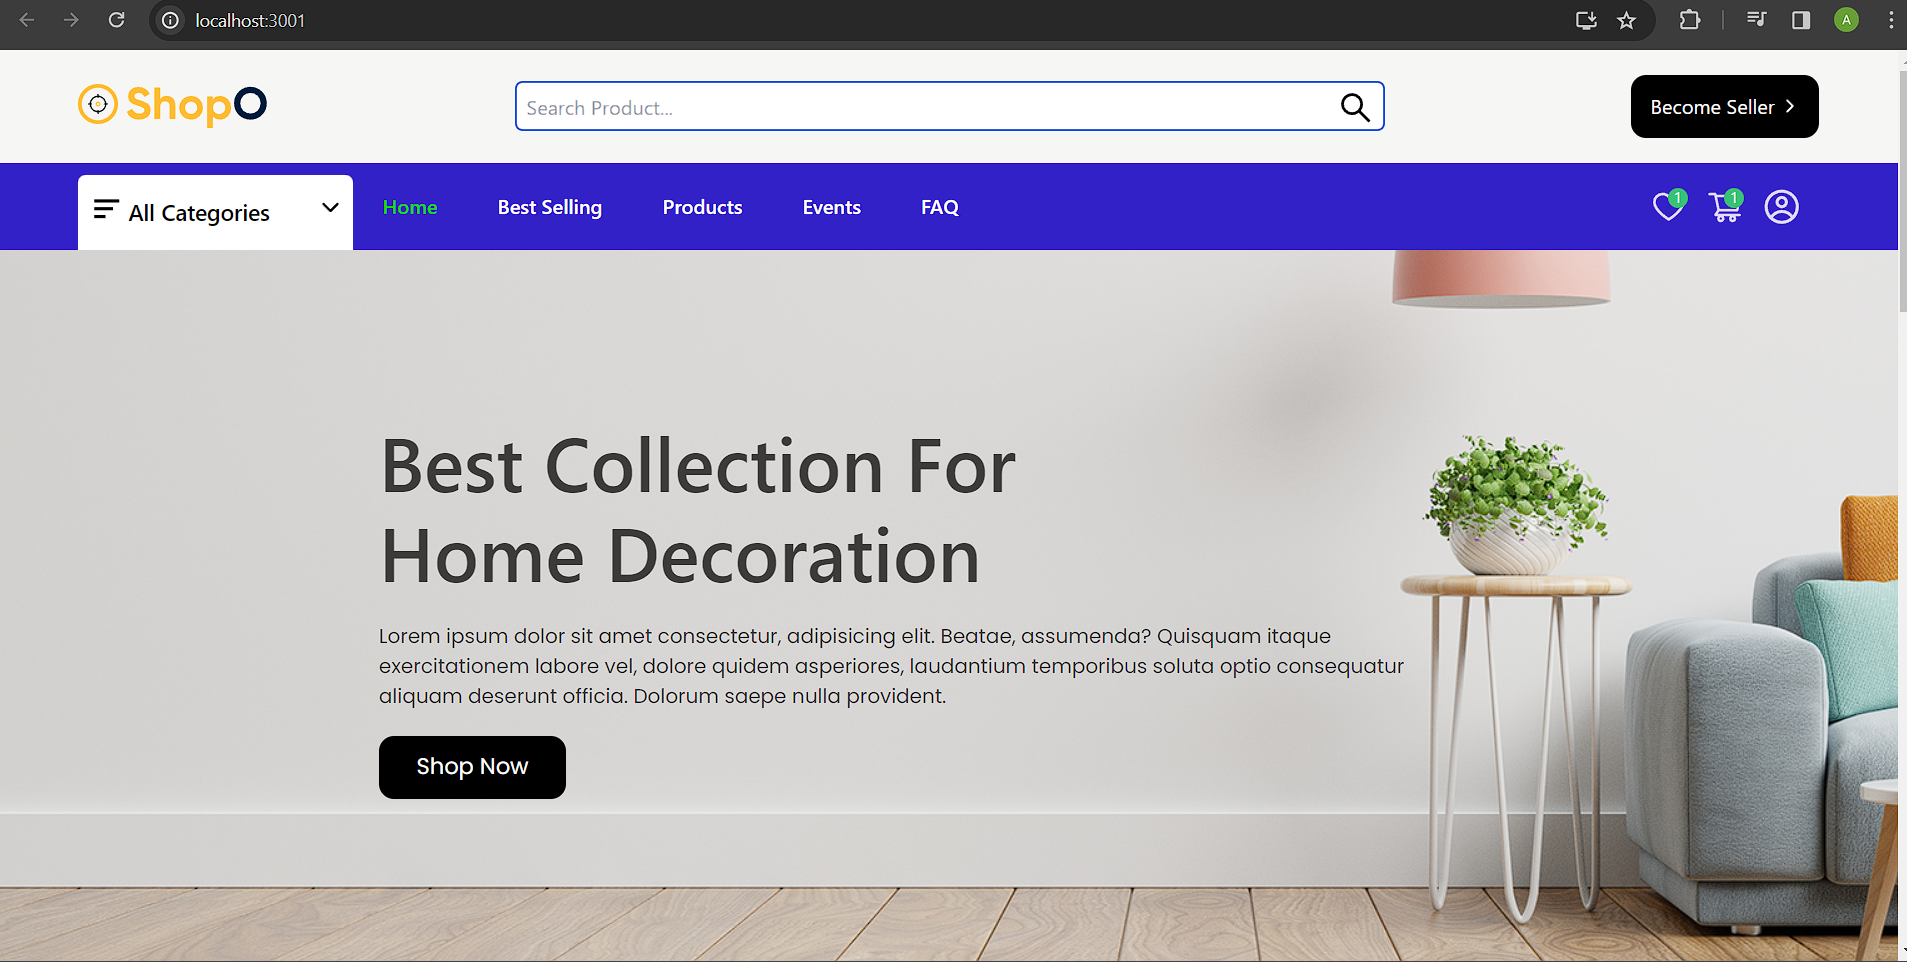 localhost:3001
A
ShopO
Search Product...
Become Seller
All Categories
Home
Best Selling
Products
Events
FAQ
1
1
Best Collection For
Home Decoration
Lorem ipsum dolor sit amet consectetur, adipisicing elit. Beatae, assumenda? Quisquam itaque
exercitationem labore vel, dolore quidem asperiores, laudantium temporibus soluta optio consequatur
aliquam deserunt officia. Dolorum saepe nulla provident.
Shop Now